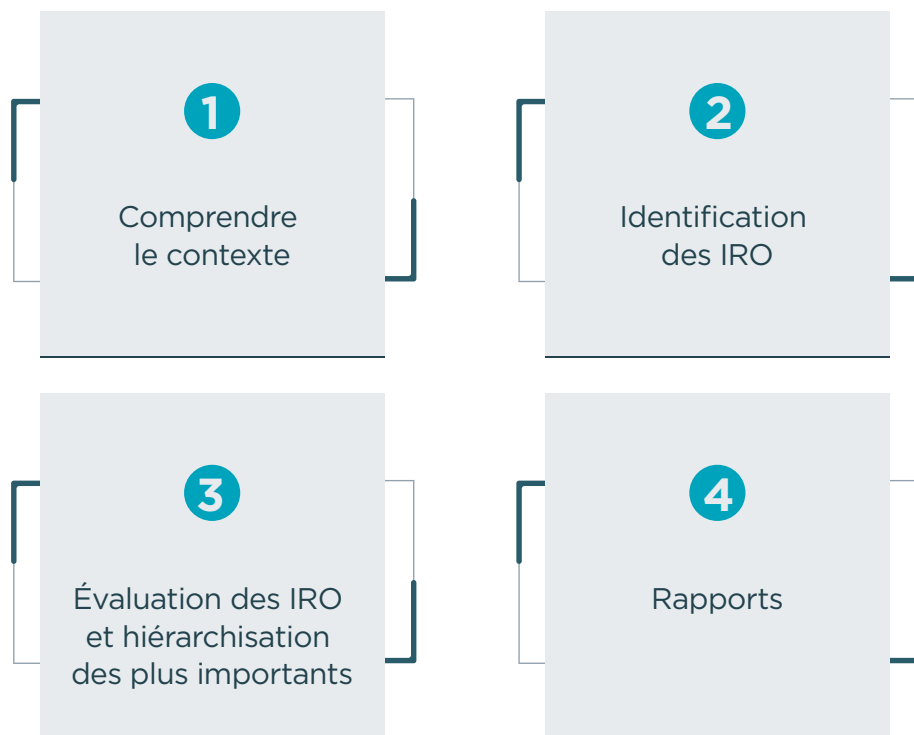 1
Comprendre
le contexte
2
Identification
des IRO
3
Évaluation des IRO
et hiérarchisation
des plus importants
4
Rapports